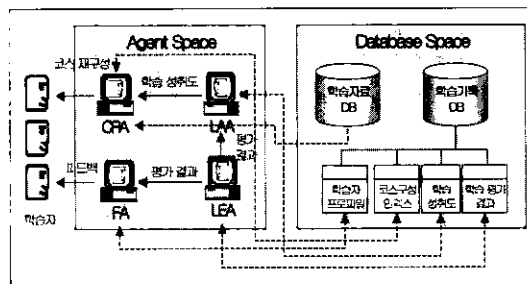 Agent Space
Database Space
코스 재구성
학습 성취도
CPA
LAA
학습자료
DB
학습기록
DB
평가
결과
피드백
평가 결과
FA
LEA
학습자
학습자
프로파일
코스구성
인덱스
학습
성취도
학습 평가
결과